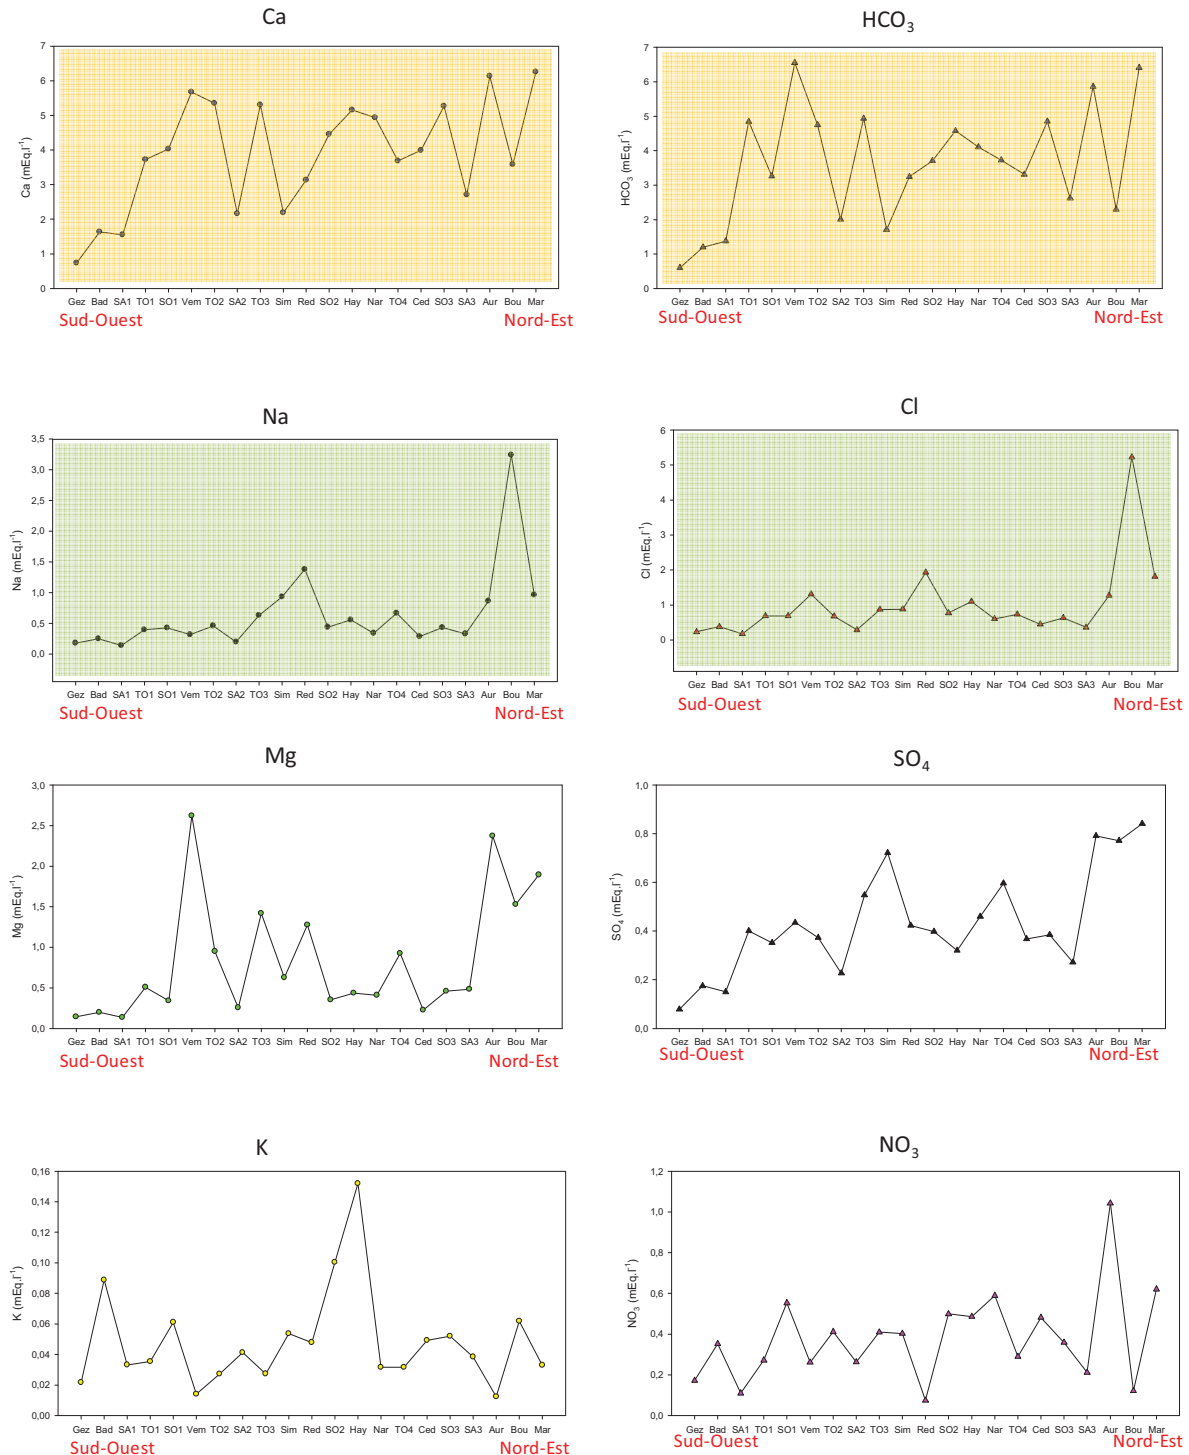 Ca
7
6
5
4
3
2
1
0
Ca (mEq.l⁻¹)
Gez Bad SA1 TO1 SO1 Vem TO2 SA2 TO3 Sim Red SO2 Hay Nar TO4 Ced SO3 SA3 Aur Bou Mar
Sud-Ouest Nord-Est
HCO₃
7
6
5
4
3
2
1
0
HCO₃ (mEq.l⁻¹)
Gez Bad SA1 TO1 SO1 Vem TO2 SA2 TO3 Sim Red SO2 Hay Nar TO4 Ced SO3 SA3 Aur Bou Mar
Sud-Ouest Nord-Est
Na
3,5
3,0
2,5
2,0
1,5
1,0
0,5
0,0
Na (mEq.l⁻¹)
Gez Bad SA1 TO1 SO1 Vem TO2 SA2 TO3 Sim Red SO2 Hay Nar TO4 Ced SO3 SA3 Aur Bou Mar
Sud-Ouest Nord-Est
Cl
6
5
4
3
2
1
0
Cl (mEq.l⁻¹)
Gez Bad SA1 TO1 SO1 Vem TO2 SA2 TO3 Sim Red SO2 Hay Nar TO4 Ced SO3 SA3 Aur Bou Mar
Sud-Ouest Nord-Est
Mg
3,0
2,5
2,0
1,5
1,0
0,5
0,0
Mg (mEq.l⁻¹)
Gez Bad SA1 TO1 SO1 Vem TO2 SA2 TO3 Sim Red SO2 Hay Nar TO4 Ced SO3 SA3 Aur Bou Mar
Sud-Ouest Nord-Est
SO₄
1,0
0,8
0,6
0,4
0,2
0,0
SO₄ (mEq.l⁻¹)
Gez Bad SA1 TO1 SO1 Vem TO2 SA2 TO3 Sim Red SO2 Hay Nar TO4 Ced SO3 SA3 Aur Bou Mar
Sud-Ouest Nord-Est
K
0,16
0,14
0,12
0,10
0,08
0,06
0,04
0,02
0,00
K (mEq.l⁻¹)
Gez Bad SA1 TO1 SO1 Vem TO2 SA2 TO3 Sim Red SO2 Hay Nar TO4 Ced SO3 SA3 Aur Bou Mar
Sud-Ouest Nord-Est
NO₃
1,2
1,0
0,8
0,6
0,4
0,2
0,0
NO₃ (mEq.l⁻¹)
Gez Bad SA1 TO1 SO1 Vem TO2 SA2 TO3 Sim Red SO2 Hay Nar TO4 Ced SO3 SA3 Aur Bou Mar
Sud-Ouest Nord-Est